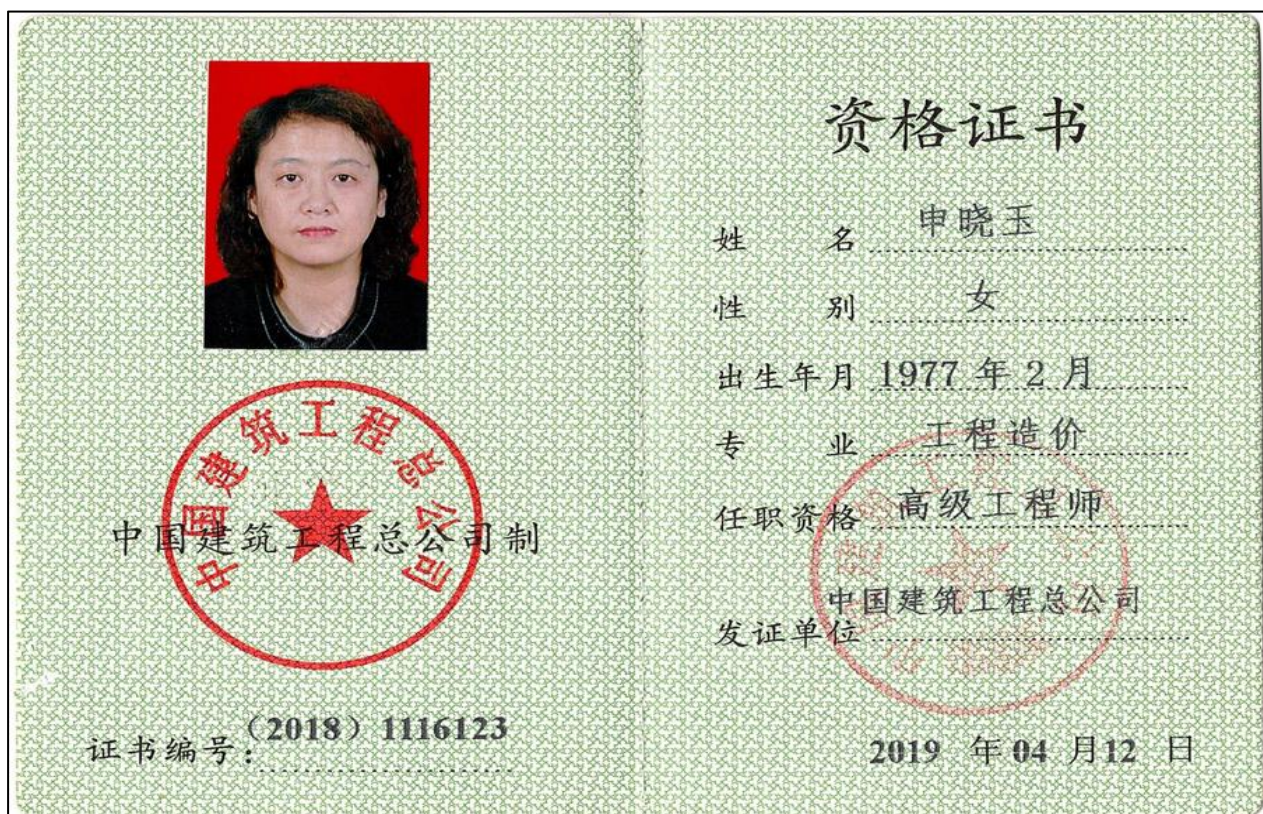 中国建筑工程总公司
中国建筑工程总公司制
证书编号：（2018）1116123
资格证书
姓 名 申晓玉
性 别 女
出生年月 1977 年 2 月
专 业 工程造价
任职资格 高级工程师
发证单位 中国建筑工程总公司
2019 年 04 月 12 日